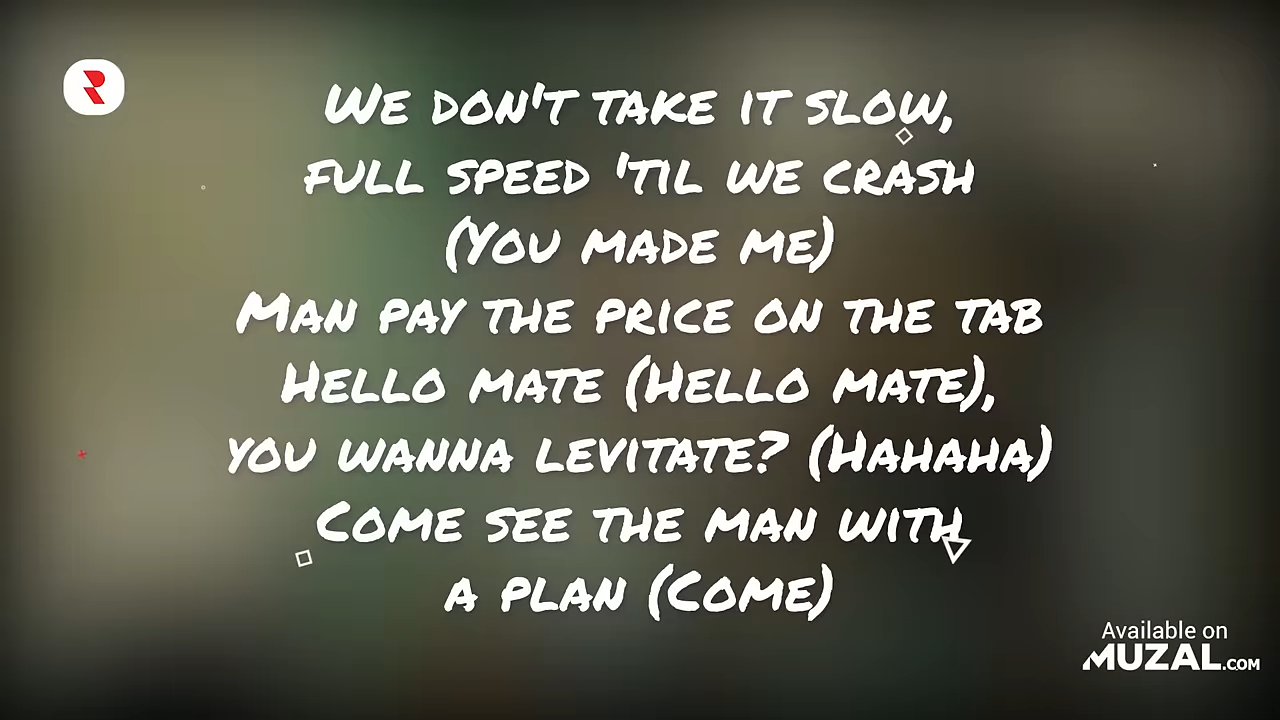 We don't take it slow,
full speed 'til we crash
(You made me)
Man pay the price on the tab
Hello mate (Hello mate),
you wanna levitate? (Hahaha)
Come see the man with
a plan (Come)
Available on
MUZAL.COM